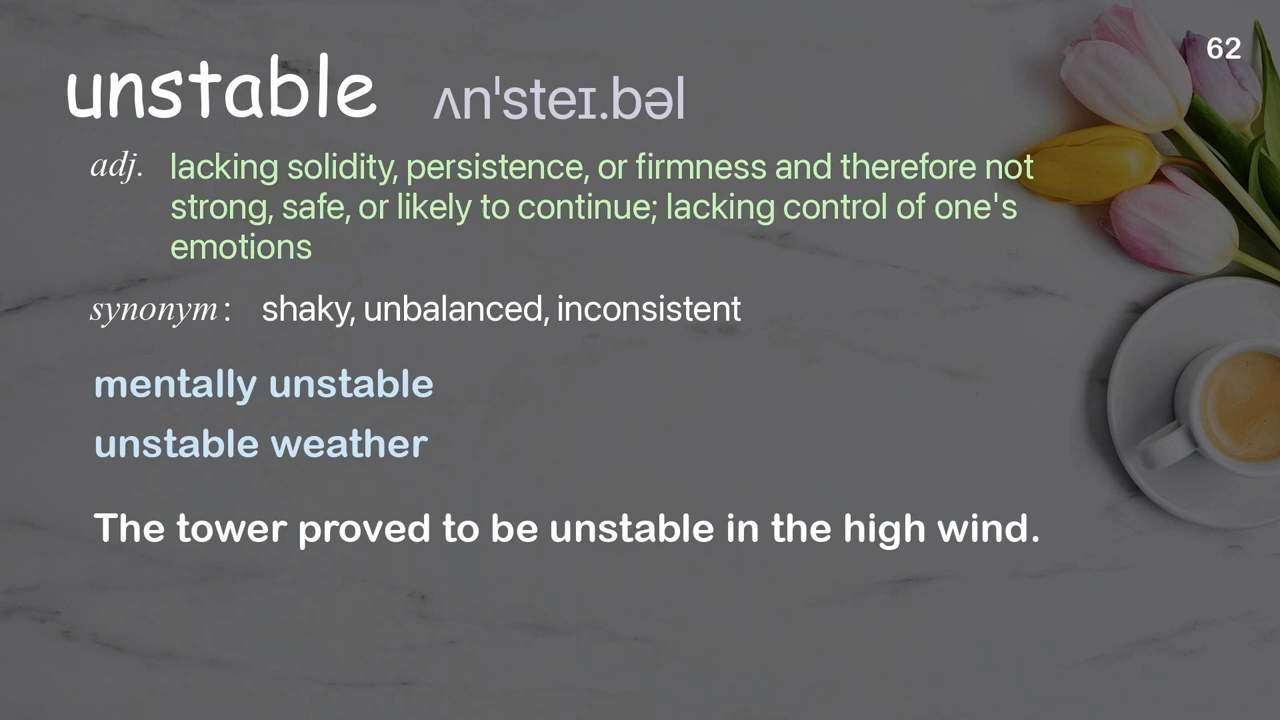 62
unstable ʌn'steɪ.bəl
adj. lacking solidity, persistence, or firmness and therefore not
strong, safe, or likely to continue; lacking control of one's
emotions
synonym: shaky, unbalanced, inconsistent
mentally unstable
unstable weather
The tower proved to be unstable in the high wind.